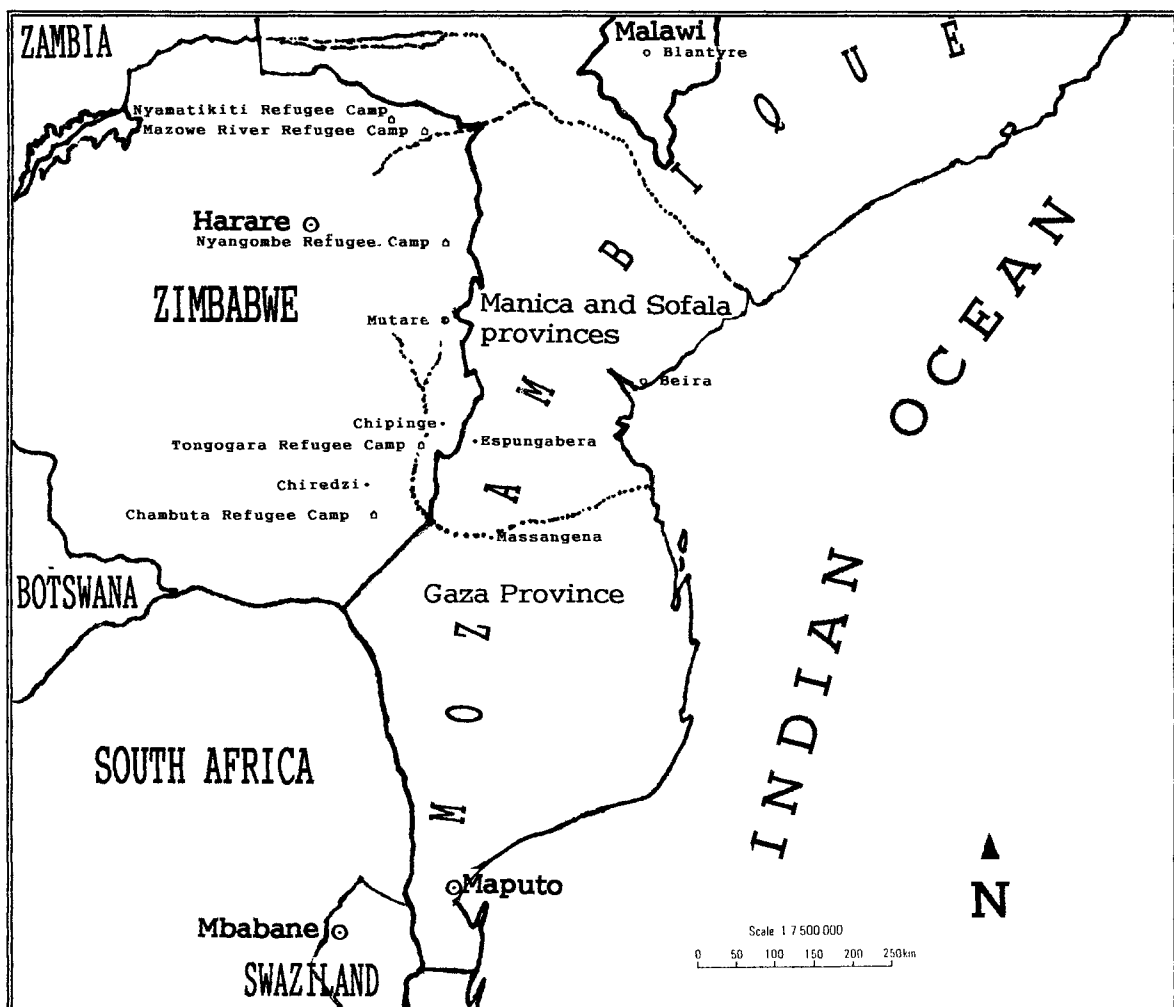 ZAMBIA
Malawi
Blantyre
Nyamatikiti Refugee Camp
Mazowe River Refugee Camp
Harare
Nyangombe Refugee Camp
ZIMBABWE
Manica and Sofala
provinces
Mutare
Beira
Chipinge
Espungabera
Tongogara Refugee Camp
Chiredzi
Chambuta Refugee Camp
Massangena
BOTSWANA
Gaza Province
MOZAMBIQUE
INDIAN OCEAN
SOUTH AFRICA
Maputo
Mbabane
SWAZILAND
N
Scale 1 7 500 000
0 50 100 150 200 250km